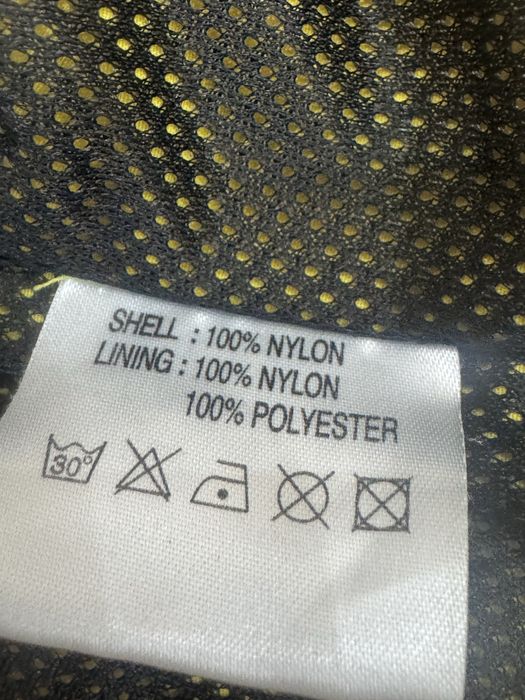 SHELL : 100% NYLON
LINING : 100% NYLON
100% POLYESTER
30°